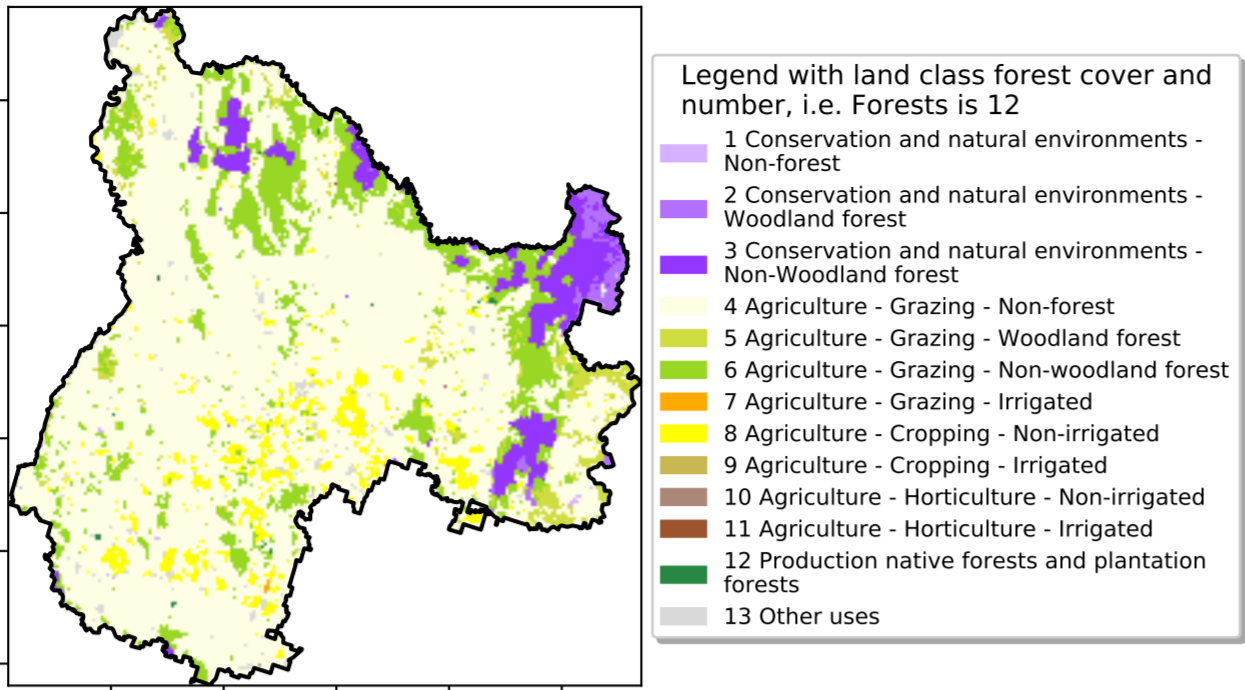 Legend with land class forest cover and
number, i.e. Forests is 12
1 Conservation and natural environments -
Non-forest
2 Conservation and natural environments -
Woodland forest
3 Conservation and natural environments -
Non-Woodland forest
4 Agriculture - Grazing - Non-forest
5 Agriculture - Grazing - Woodland forest
6 Agriculture - Grazing - Non-woodland forest
7 Agriculture - Grazing - Irrigated
8 Agriculture - Cropping - Non-irrigated
9 Agriculture - Cropping - Irrigated
10 Agriculture - Horticulture - Non-irrigated
11 Agriculture - Horticulture - Irrigated
12 Production native forests and plantation
forests
13 Other uses